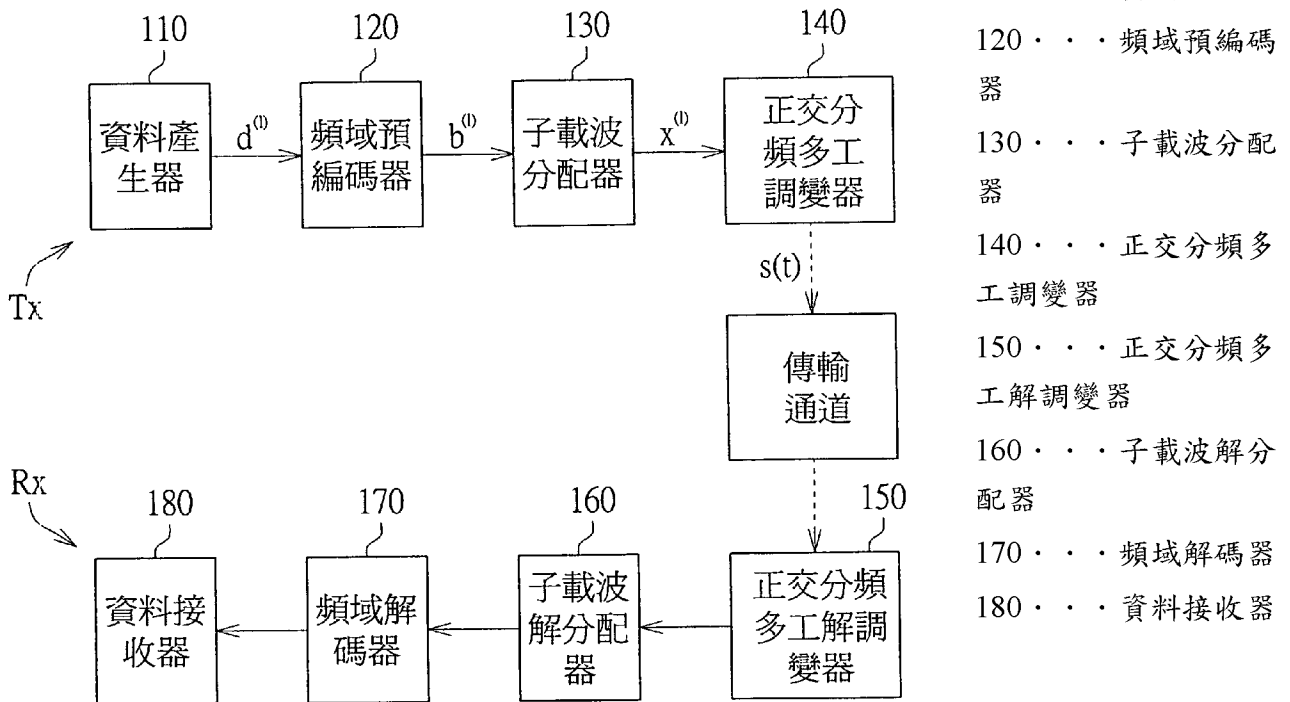 110
120
130
140
資料產
生器
d⁽ˡ⁾
頻域預
編碼器
b⁽ˡ⁾
子載波
分配器
x⁽ˡ⁾
正交分
頻多工
調變器
Tx
s(t)
傳輸
通道
Rx
180
170
160
150
資料接
收器
頻域解
碼器
子載波
解分配
器
正交分頻
多工解調
變器
120・・・頻域預編碼
器
130・・・子載波分配
器
140・・・正交分頻多
工調變器
150・・・正交分頻多
工解調變器
160・・・子載波解分
配器
170・・・頻域解碼器
180・・・資料接收器